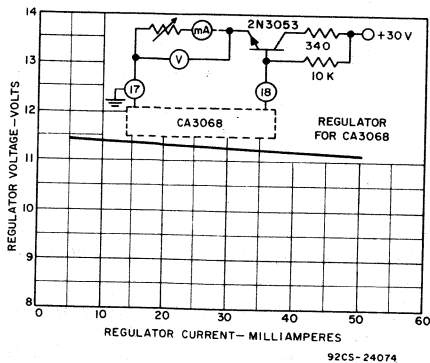 14
13
12
11
10
9
8
REGULATOR VOLTAGE-VOLTS
mA
2N3053
340
+30V
V
10 K
17
18
CA3068
REGULATOR
FOR CA3068
0
10
20
30
40
50
60
REGULATOR CURRENT— MILLIAMPERES
92CS-24074